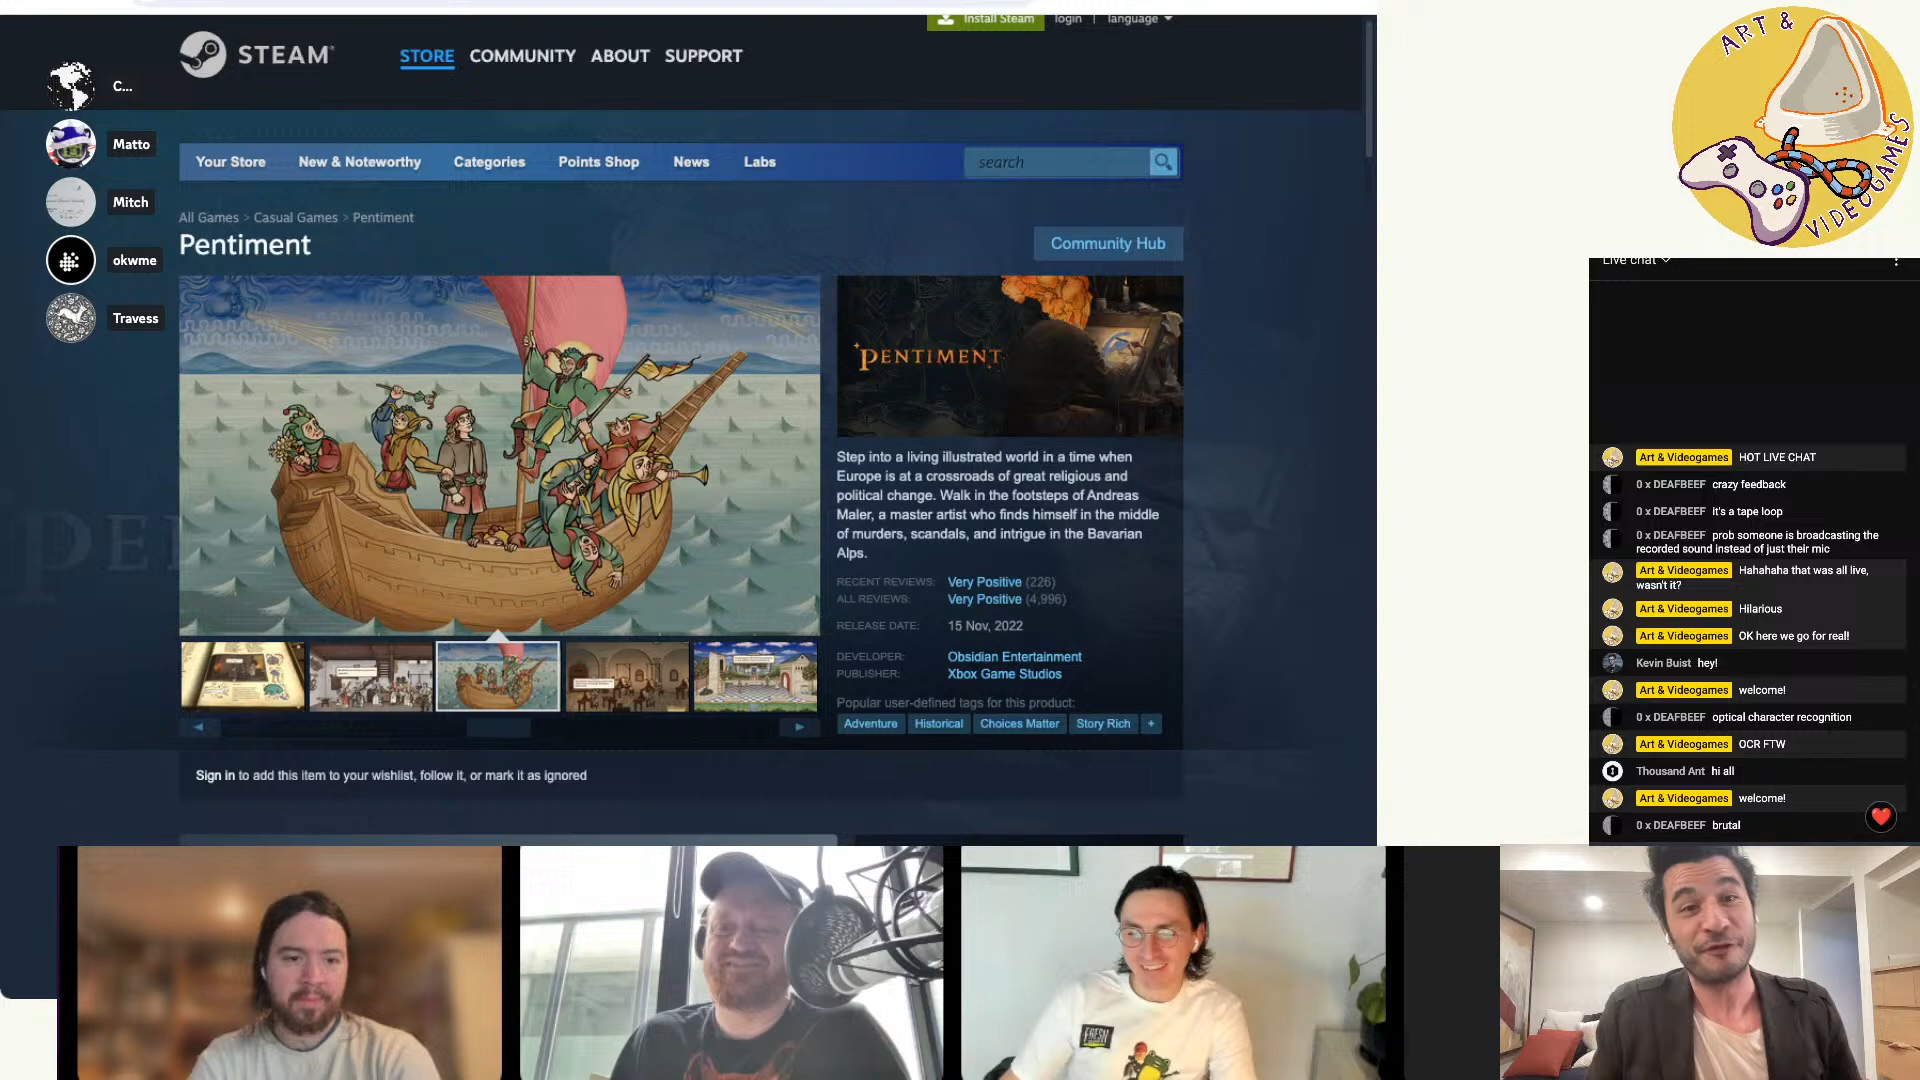 Install Steam login | language
STEAM
STORE COMMUNITY ABOUT SUPPORT
C...
Matto
Mitch
okwme
Travess
Your Store New & Noteworthy Categories Points Shop News Labs
search
All Games > Casual Games > Pentiment
Pentiment
Community Hub
PENTIMENT
Step into a living illustrated world in a time when
Europe is at a crossroads of great religious and
political change. Walk in the footsteps of Andreas
Maler, a master artist who finds himself in the middle
of murders, scandals, and intrigue in the Bavarian
Alps.
RECENT REVIEWS: Very Positive (226)
ALL REVIEWS: Very Positive (4,996)
RELEASE DATE: 15 Nov, 2022
DEVELOPER: Obsidian Entertainment
PUBLISHER: Xbox Game Studios
Popular user-defined tags for this product:
Adventure Historical Choices Matter Story Rich +
Sign in to add this item to your wishlist, follow it, or mark it as ignored
ART &
VIDEOGAMES
Live chat
Art & Videogames HOT LIVE CHAT
0 x DEAFBEEF crazy feedback
0 x DEAFBEEF it's a tape loop
0 x DEAFBEEF prob someone is broadcasting the
recorded sound instead of just their mic
Art & Videogames Hahahaha that was all live,
wasn't it?
Art & Videogames Hilarious
Art & Videogames OK here we go for real!
Kevin Buist hey!
Art & Videogames welcome!
0 x DEAFBEEF optical character recognition
Art & Videogames OCR FTW
Thousand Ant hi all
Art & Videogames welcome!
0 x DEAFBEEF brutal